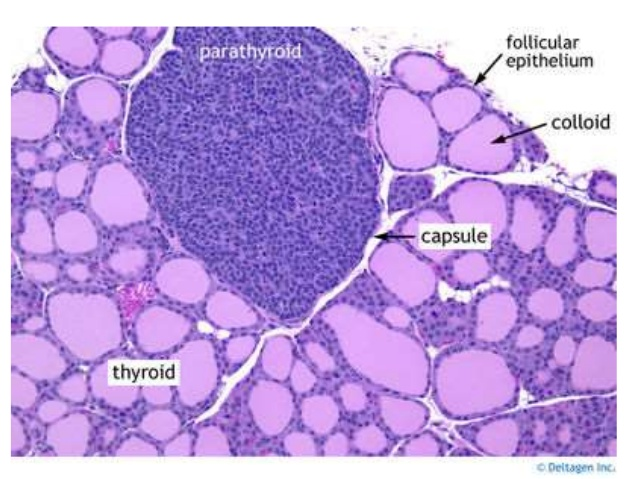 parathyroid
follicular
epithelium
colloid
capsule
thyroid
© Deltagen Inc.